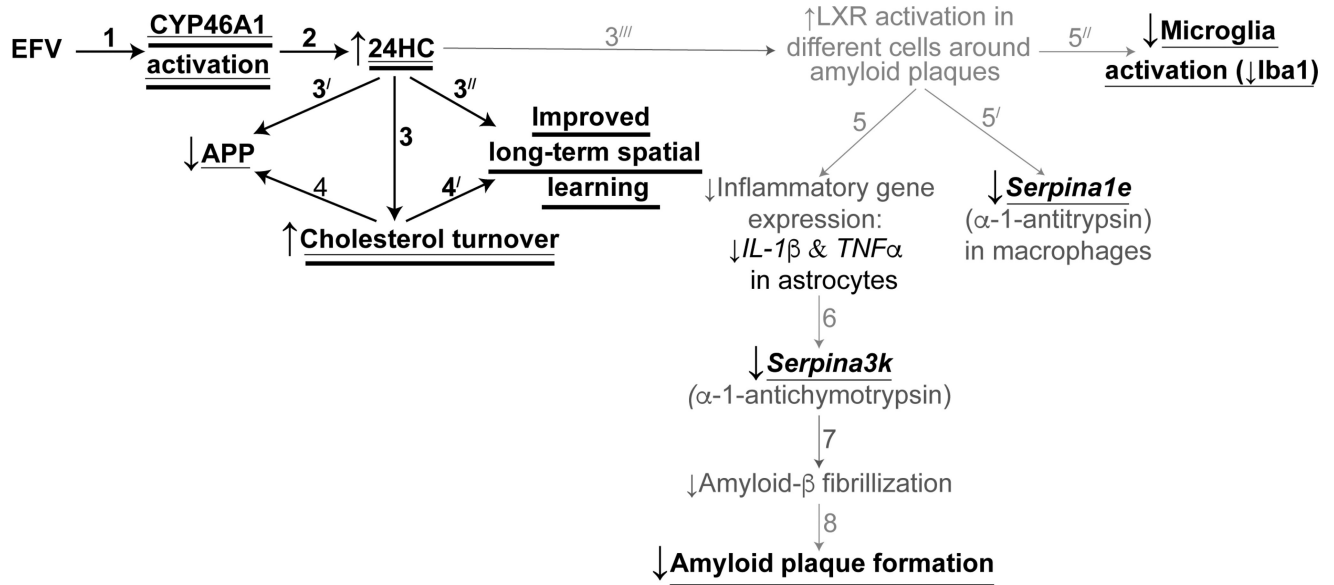 EFV
1
CYP46A1
activation
2
↑24HC
3///
↑LXR activation in
different cells around
amyloid plaques
5//
↓Microglia
activation (↓Iba1)
3/
3
3//
↓APP
Improved
long-term spatial
learning
4
4/
↑Cholesterol turnover
5
5/
↓Inflammatory gene
expression:
↓IL-1β & TNFα
in astrocytes
↓Serpina1e
(α-1-antitrypsin)
in macrophages
6
↓Serpina3k
(α-1-antichymotrypsin)
7
↓Amyloid-β fibrillization
8
↓Amyloid plaque formation